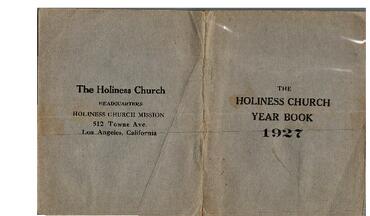 The Holiness Church
HEADQUARTERS
HOLINESS CHURCH MISSION
512 Towne Ave.
Los Angeles, California
THE
HOLINESS CHURCH
YEAR BOOK
1927